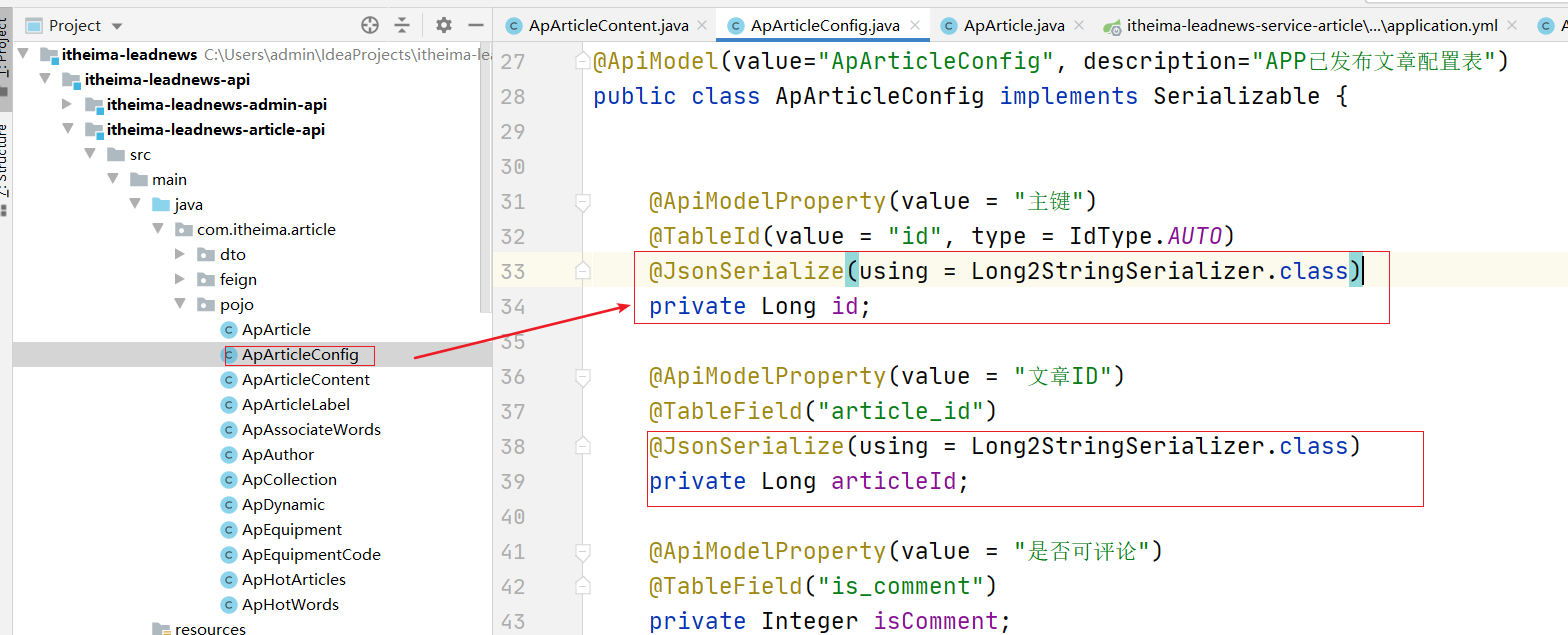 Project
ApArticleContent.java
ApArticleConfig.java
ApArticle.java
itheima-leadnews-service-article\...\application.yml
1: Project
Z: Structure
itheima-leadnews C:\Users\admin\IdeaProjects\itheima-le
itheima-leadnews-api
itheima-leadnews-admin-api
itheima-leadnews-article-api
src
main
java
com.itheima.article
dto
feign
pojo
ApArticle
ApArticleConfig
ApArticleContent
ApArticleLabel
ApAssociateWords
ApAuthor
ApCollection
ApDynamic
ApEquipment
ApEquipmentCode
ApHotArticles
ApHotWords
resources
27 @ApiModel(value="ApArticleConfig", description="APP已发布文章配置表")
28 public class ApArticleConfig implements Serializable {
29
30
31 @ApiModelProperty(value = "主键")
32 @TableId(value = "id", type = IdType.AUTO)
33 @JsonSerialize(using = Long2StringSerializer.class)
34 private Long id;
35
36 @ApiModelProperty(value = "文章ID")
37 @TableField("article_id")
38 @JsonSerialize(using = Long2StringSerializer.class)
39 private Long articleId;
40
41 @ApiModelProperty(value = "是否可评论")
42 @TableField("is_comment")
43 private Integer isComment;